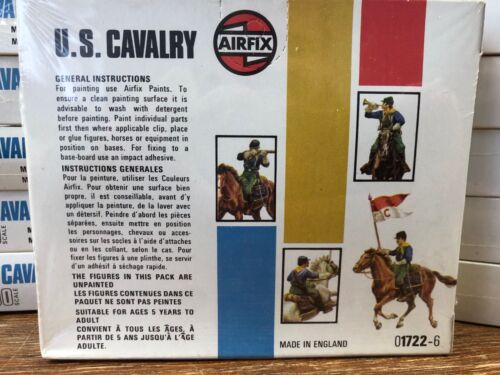 U.S. CAVALRY
AIRFIX
GENERAL INSTRUCTIONS
For painting use Airfix Paints. To
ensure a clean painting surface it is
advisable to wash with detergent
before painting. Paint individual parts
first then where applicable clip, place
or glue figures, horses or equipment in
position on bases. For fixing to a
base-board use an impact adhesive.
INSTRUCTIONS GENERALES
Pour la peinture, utiliser les Couleurs
Airfix. Pour obtenir une surface bien
propre, il est conseillable, avant d'y
appliquer la peinture, de la laver avec
un détersif. Peindre d'abord les pièces
séparées, ensuite mettre en position
les personnages, chevaux ou acces-
soires sur les socles à l'aide d'attaches
ou en les collant, selon le cas. Pour
fixer les figures à une plinthe, se servir
d'un adhésif à séchage rapide.
THE FIGURES IN THIS PACK ARE
UNPAINTED
LES FIGURES CONTENUES DANS CE
PAQUET NE SONT PAS PEINTES
SUITABLE FOR AGES 5 YEARS TO
ADULT
CONVIENT À TOUS LES ÂGES, À
PARTIR DE 5 ANS JUSQU'À L'ÂGE
ADULTE.
C
MADE IN ENGLAND
01722-6
CAVAL
CAVAL
CAVA
CAVA
SCALE
CAVA
SCALE